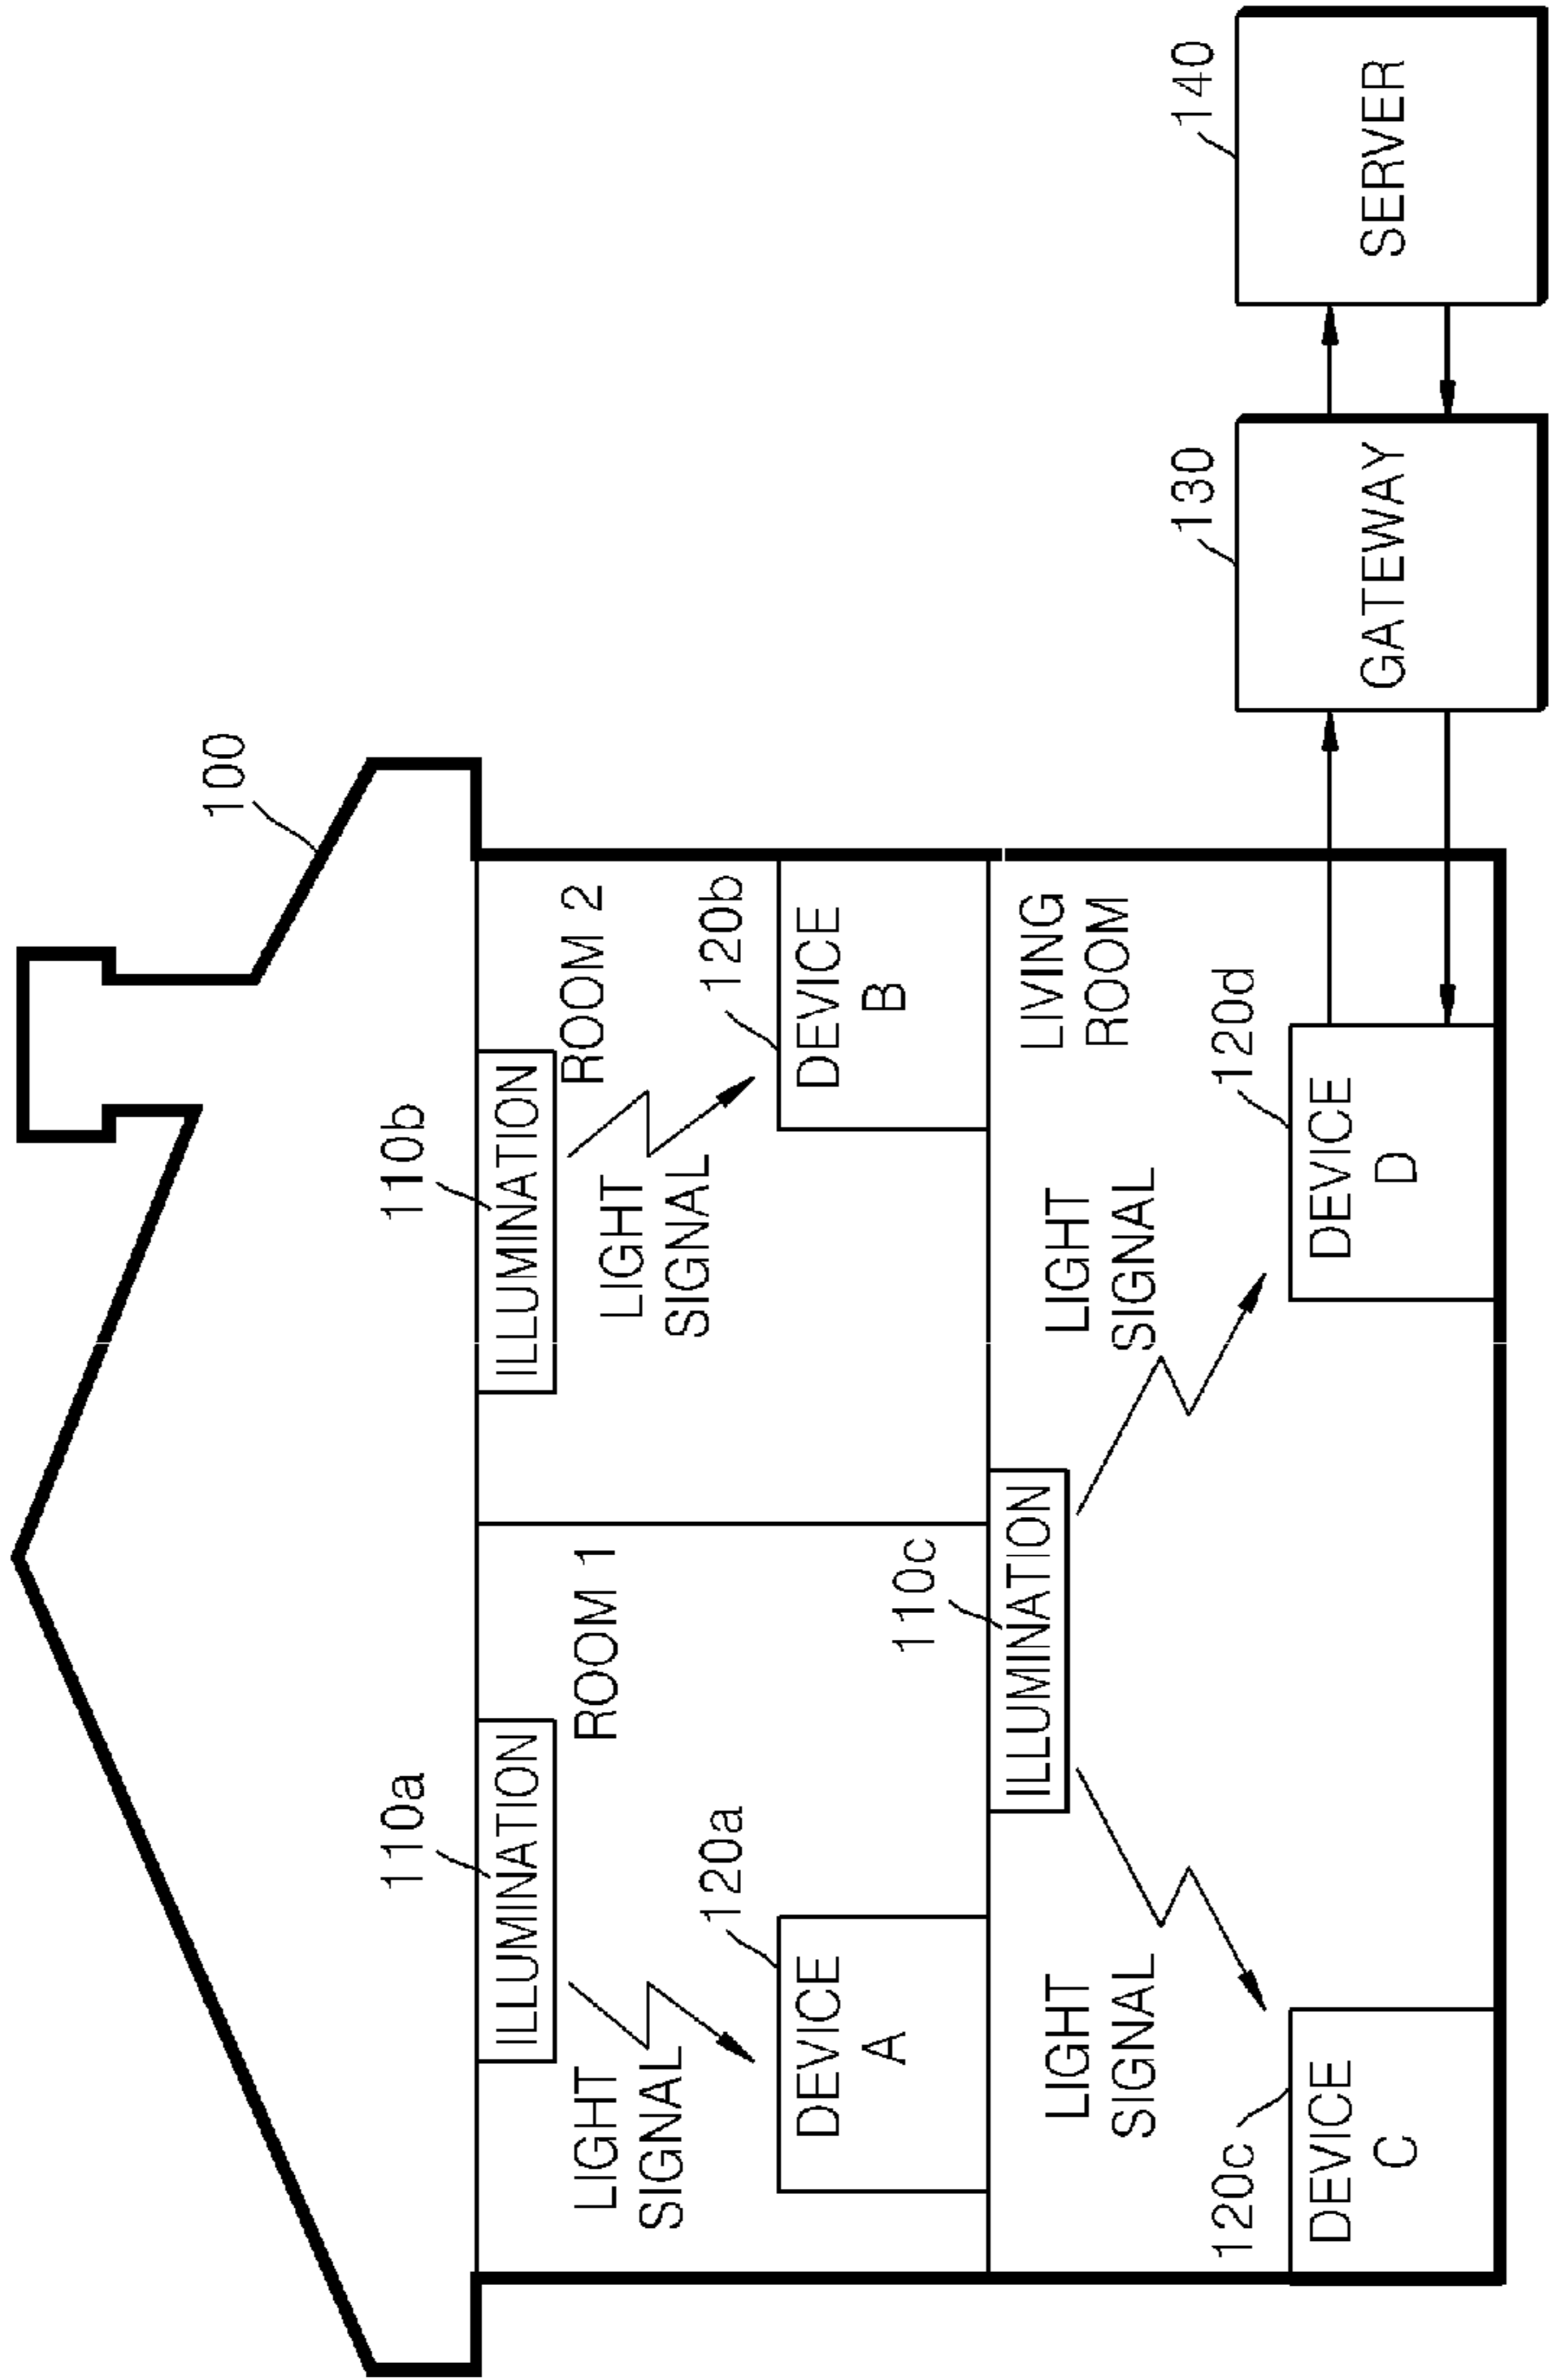 100
110a
110b
ILLUMINATION
ILLUMINATION
LIGHT
SIGNAL
ROOM 1
LIGHT
SIGNAL
ROOM 2
120a
120b
DEVICE
A
DEVICE
B
110c
ILLUMINATION
LIVING
ROOM
LIGHT
SIGNAL
LIGHT
SIGNAL
120c
120d
130
140
DEVICE
C
DEVICE
D
GATEWAY
SERVER